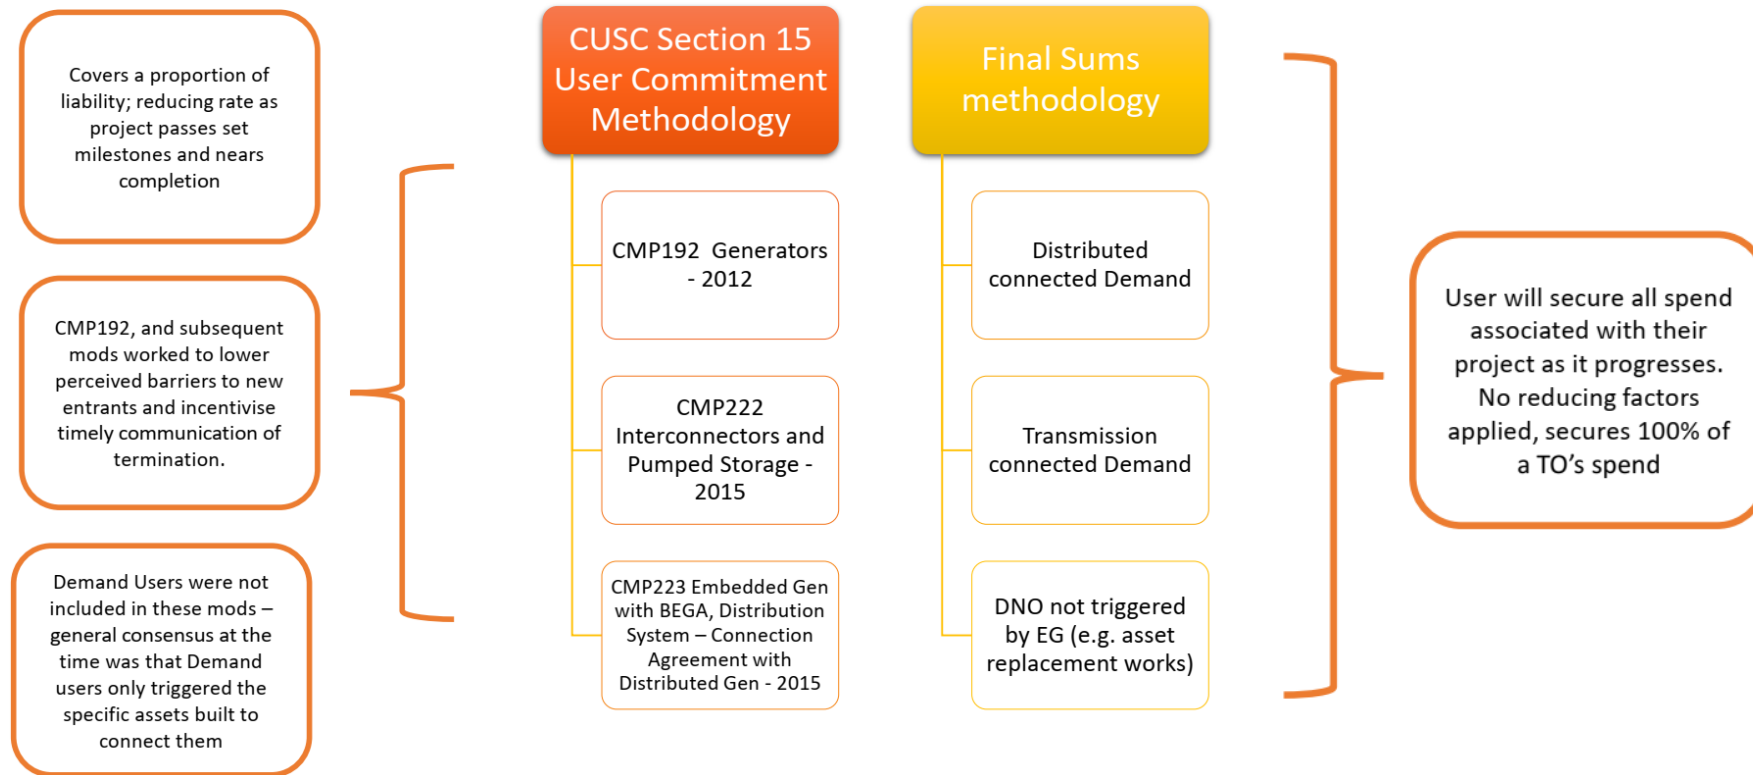 Covers a proportion of
liability; reducing rate as
project passes set
milestones and nears
completion
CMP192, and subsequent
mods worked to lower
perceived barriers to new
entrants and incentivise
timely communication of
termination.
Demand Users were not
included in these mods –
general consensus at the
time was that Demand
users only triggered the
specific assets built to
connect them
CUSC Section 15
User Commitment
Methodology
CMP192  Generators
- 2012
CMP222
Interconnectors and
Pumped Storage -
2015
CMP223 Embedded Gen
with BEGA, Distribution
System – Connection
Agreement with
Distributed Gen - 2015
Final Sums
methodology
Distributed
connected Demand
Transmission
connected Demand
DNO not triggered
by EG (e.g. asset
replacement works)
User will secure all spend
associated with their
project as it progresses.
No reducing factors
applied, secures 100% of
a TO’s spend